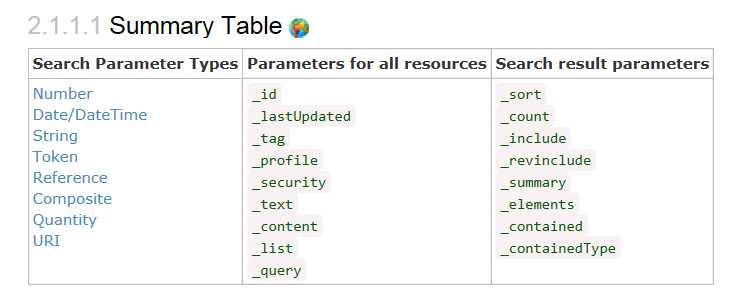 2.1.1.1 Summary Table
Search Parameter Types Parameters for all resources Search result parameters
Number _id _sort
Date/DateTime _lastUpdated _count
String _tag _include
Token _profile _revinclude
Reference _security _summary
Composite _text _elements
Quantity _content _contained
URI _list _containedType
_query